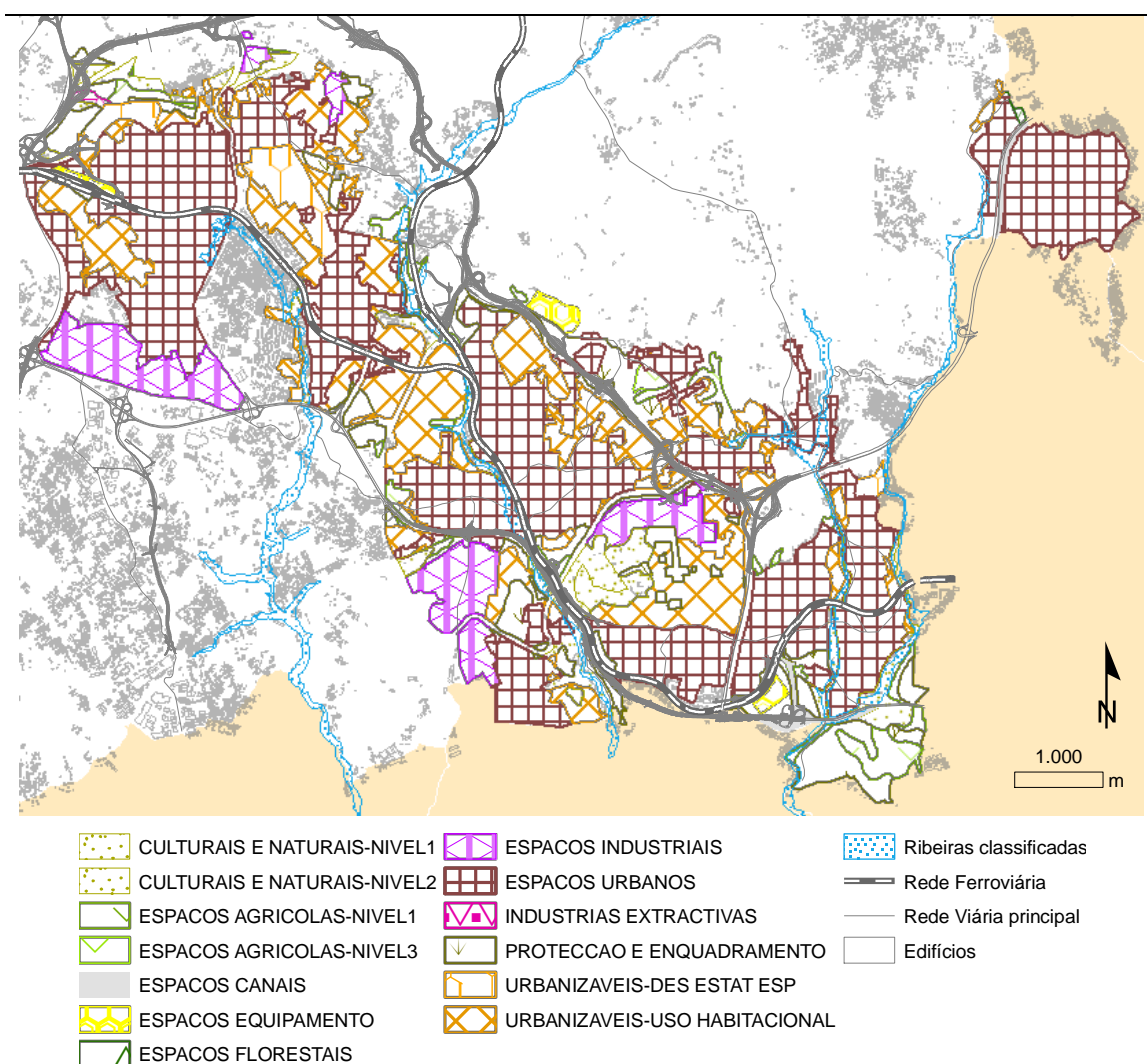 N
1.000
m
CULTURAIS E NATURAIS-NIVEL1
CULTURAIS E NATURAIS-NIVEL2
ESPACOS AGRICOLAS-NIVEL1
ESPACOS AGRICOLAS-NIVEL3
ESPACOS CANAIS
ESPACOS EQUIPAMENTO
ESPACOS FLORESTAIS
ESPACOS INDUSTRIAIS
ESPACOS URBANOS
INDUSTRIAS EXTRACTIVAS
PROTECCAO E ENQUADRAMENTO
URBANIZAVEIS-DES ESTAT ESP
URBANIZAVEIS-USO HABITACIONAL
Ribeiras classificadas
Rede Ferroviária
Rede Viária principal
Edifícios